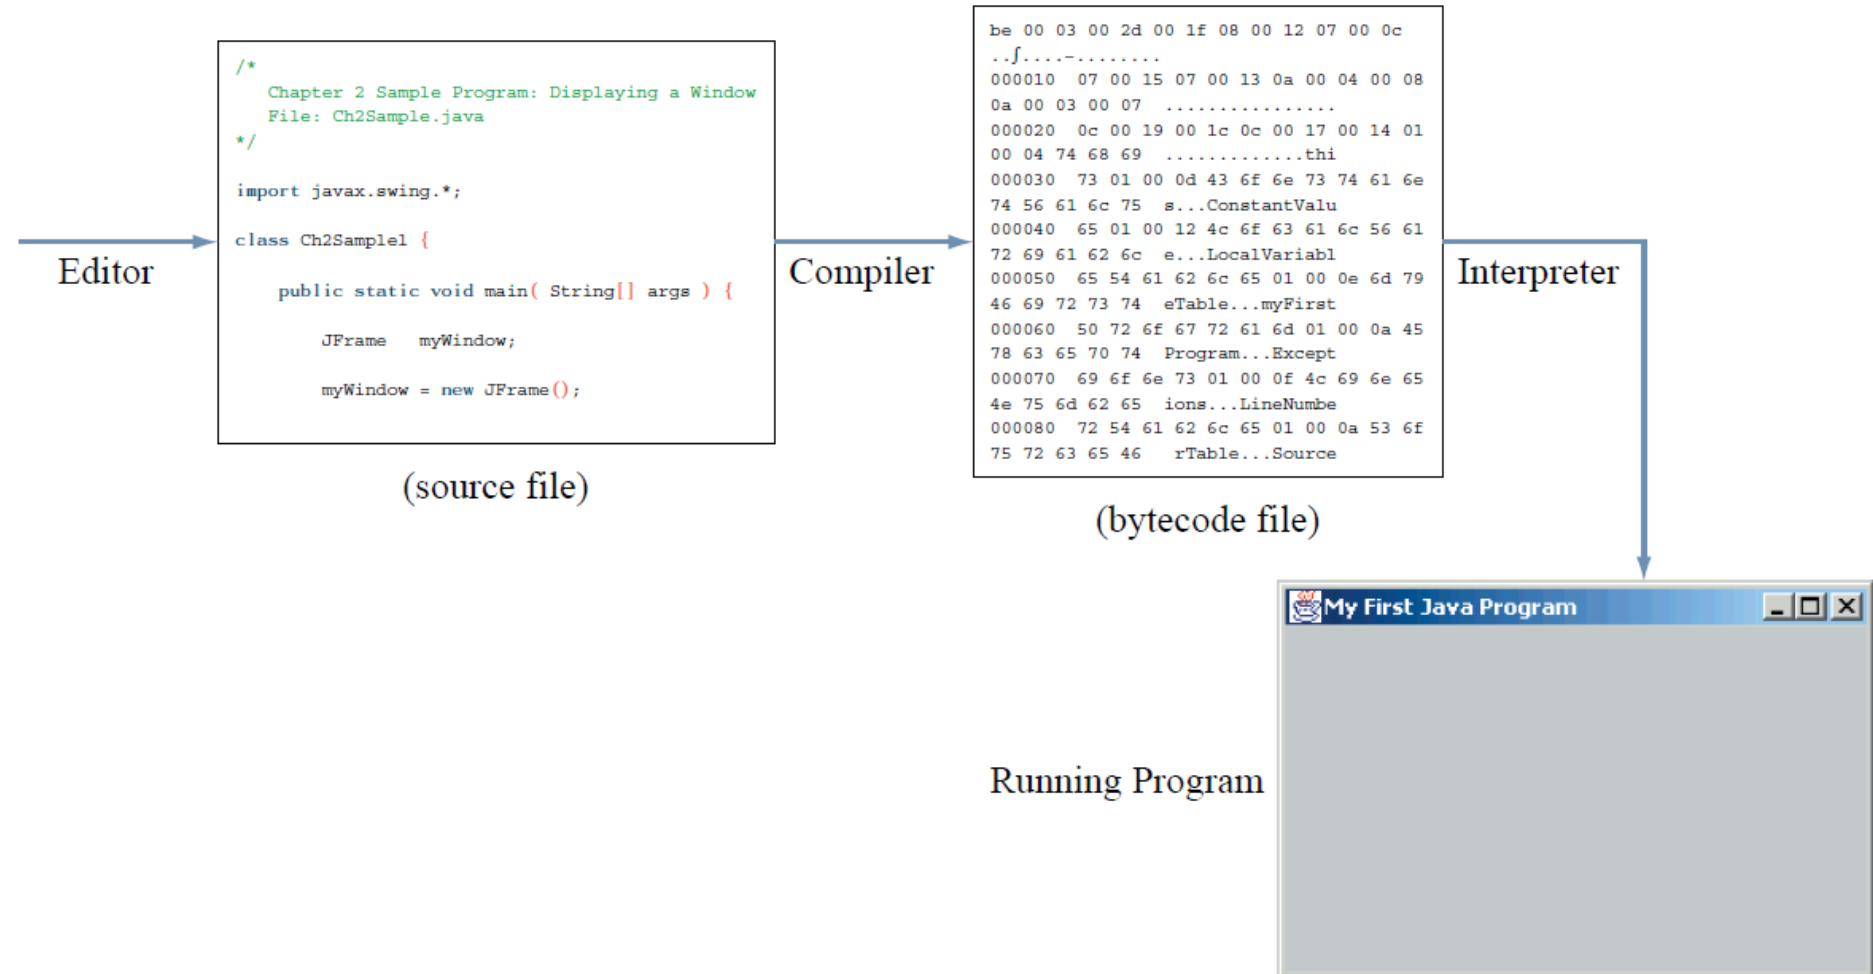 Editor
/*
Chapter 2 Sample Program: Displaying a Window
File: Ch2Sample.java
*/
import javax.swing.*;
class Ch2Sample1 {
public static void main( String[] args ) {
JFrame myWindow;
myWindow = new JFrame();
(source file)
Compiler
be 00 03 00 2d 00 1f 08 00 12 07 00 0c
..∫....-........
000010 07 00 15 07 00 13 0a 00 04 00 08
0a 00 03 00 07 ................
000020 0c 00 19 00 1c 0c 00 17 00 14 01
00 04 74 68 69 .............thi
000030 73 01 00 0d 43 6f 6e 73 74 61 6e
74 56 61 6c 75 s...ConstantValu
000040 65 01 00 12 4c 6f 63 61 6c 56 61
72 69 61 62 6c e...LocalVariabl
000050 65 54 61 62 6c 65 01 00 0e 6d 79
46 69 72 73 74 eTable...myFirst
000060 50 72 6f 67 72 61 6d 01 00 0a 45
78 63 65 70 74 Program...Except
000070 69 6f 6e 73 01 00 0f 4c 69 6e 65
4e 75 6d 62 65 ions...LineNumbe
000080 72 54 61 62 6c 65 01 00 0a 53 6f
75 72 63 65 46 rTable...Source
(bytecode file)
Interpreter
My First Java Program
Running Program